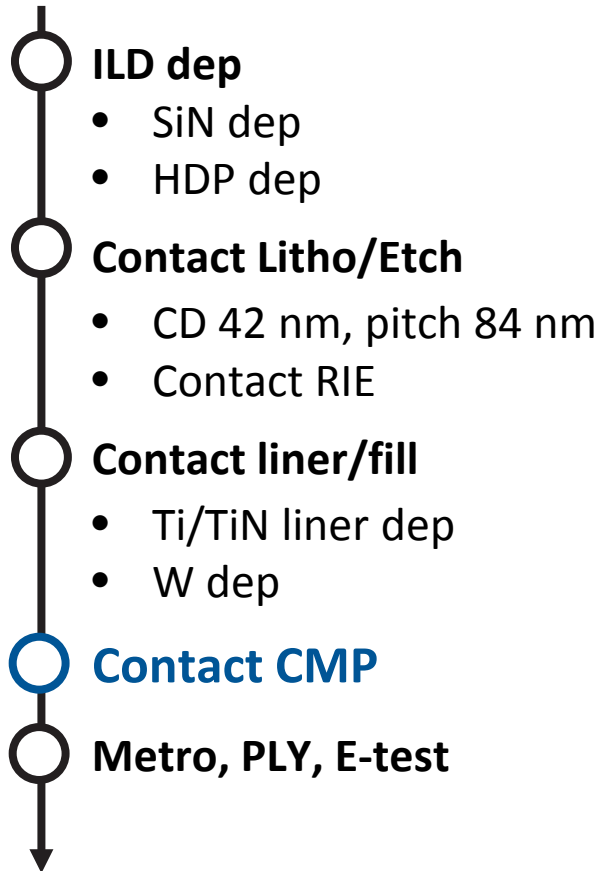 ILD dep
• SiN dep
• HDP dep
Contact Litho/Etch
• CD 42 nm, pitch 84 nm
• Contact RIE
Contact liner/fill
• Ti/TiN liner dep
• W dep
Contact CMP
Metro, PLY, E-test